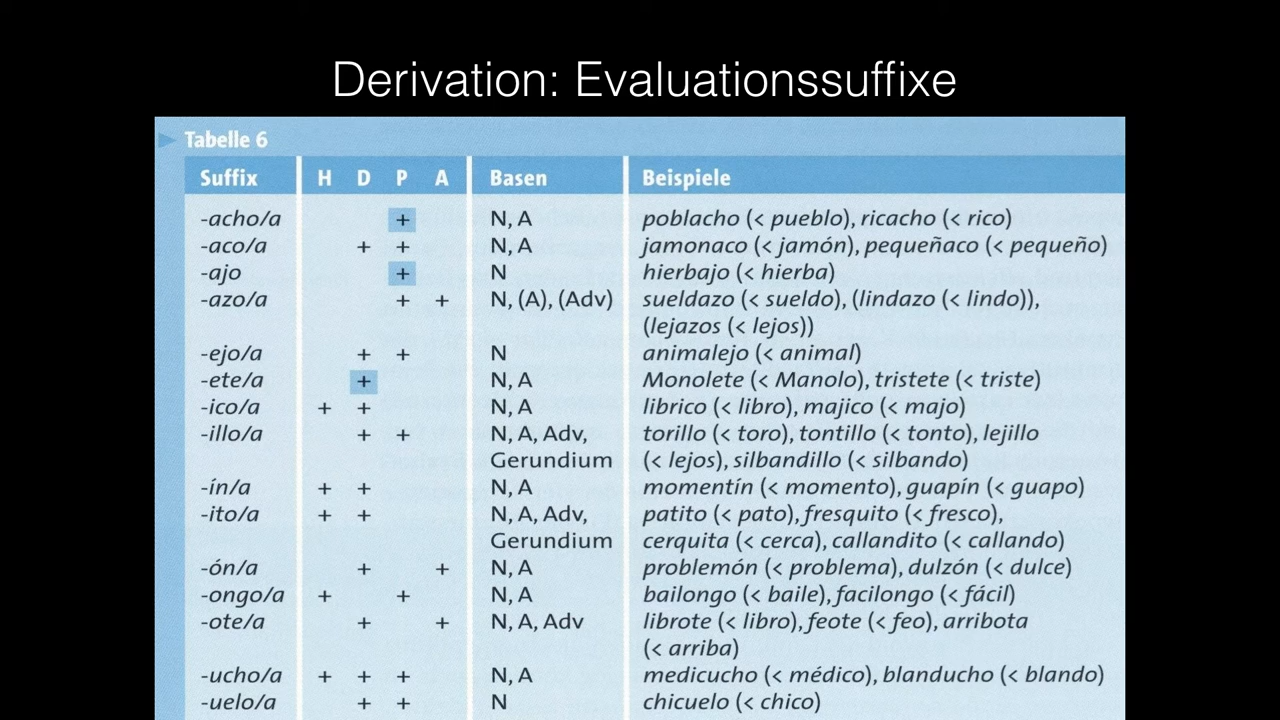 Derivation: Evaluationssuffixe
Tabelle 6
Suffix H D P A Basen Beispiele
-acho/a + N, A poblacho (< pueblo), ricacho (< rico)
-aco/a + + N, A jamonaco (< jamón), pequeñaco (< pequeño)
-ajo + N hierbajo (< hierba)
-azo/a + + N, (A), (Adv) sueldazo (< sueldo), (lindazo (< lindo)),
(lejazos (< lejos))
-ejo/a + + N animalejo (< animal)
-ete/a + N, A Monolete (< Manolo), tristete (< triste)
-ico/a + + N, A librico (< libro), majico (< majo)
-illo/a + + N, A, Adv, torillo (< toro), tontillo (< tonto), lejillo
Gerundium (< lejos), silbandillo (< silbando)
-ín/a + + N, A momentín (< momento), guapín (< guapo)
-ito/a + + N, A, Adv, patito (< pato), fresquito (< fresco),
Gerundium cerquita (< cerca), callandito (< callando)
-ón/a + + N, A problemón (< problema), dulzón (< dulce)
-ongo/a + + N, A bailongo (< baile), facilongo (< fácil)
-ote/a + + N, A, Adv librote (< libro), feote (< feo), arribota
(< arriba)
-ucho/a + + + N, A medicucho (< médico), blanducho (< blando)
-uelo/a + + N chicuelo (< chico)